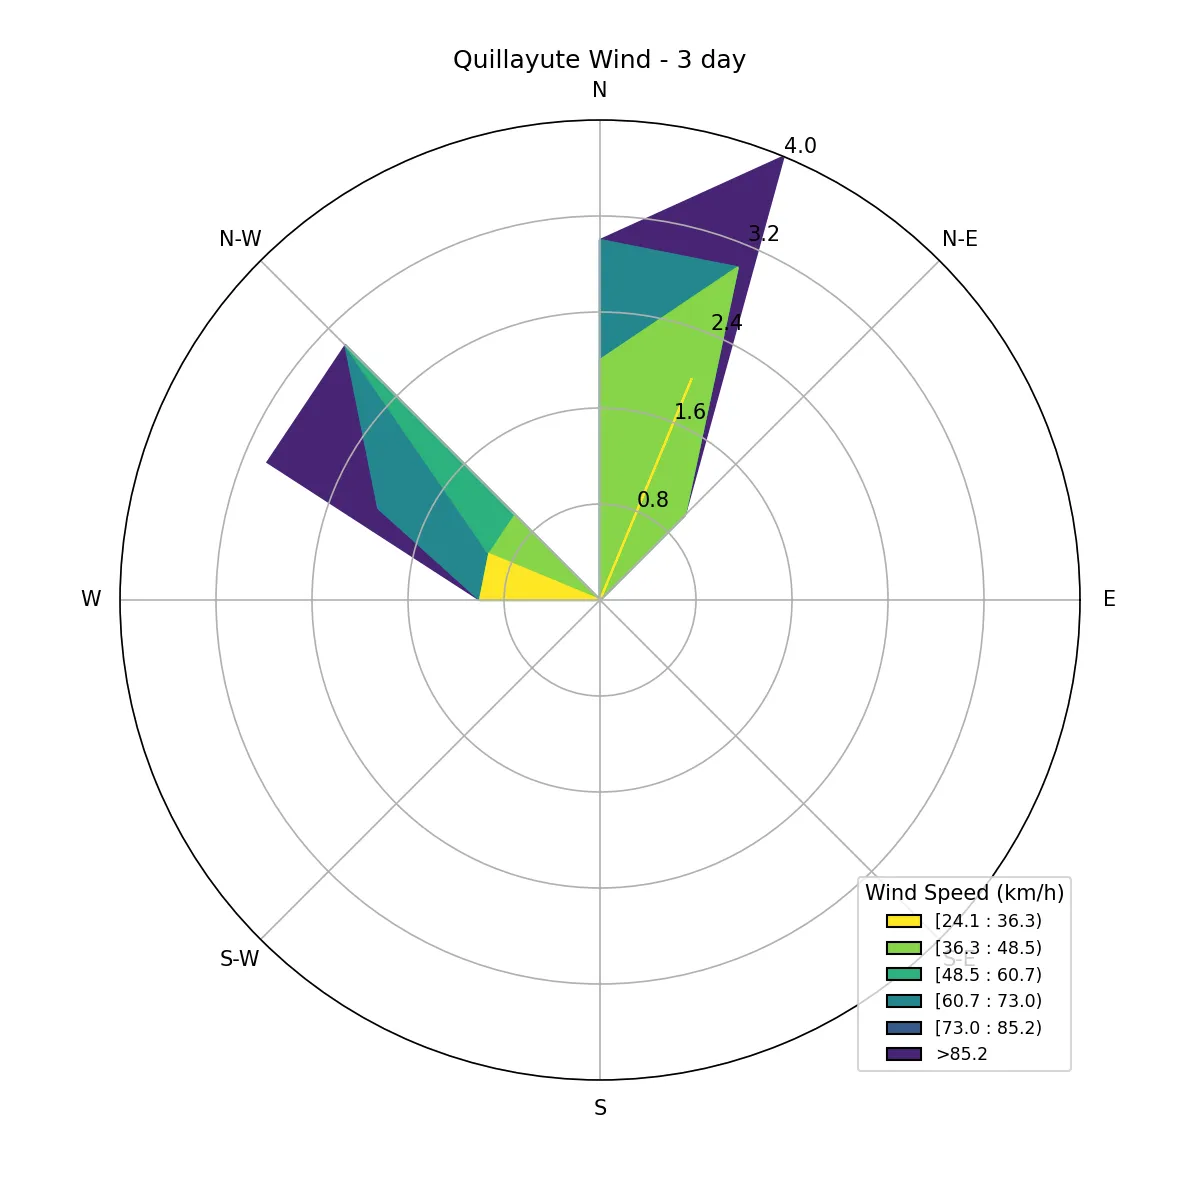 Quillayute Wind - 3 day
N
4.0
N-W
3.2
N-E
2.4
1.6
0.8
W
E
Wind Speed (km/h)
[24.1 : 36.3)
[36.3 : 48.5)
S-W
S-E
[48.5 : 60.7)
[60.7 : 73.0)
[73.0 : 85.2)
>85.2
S